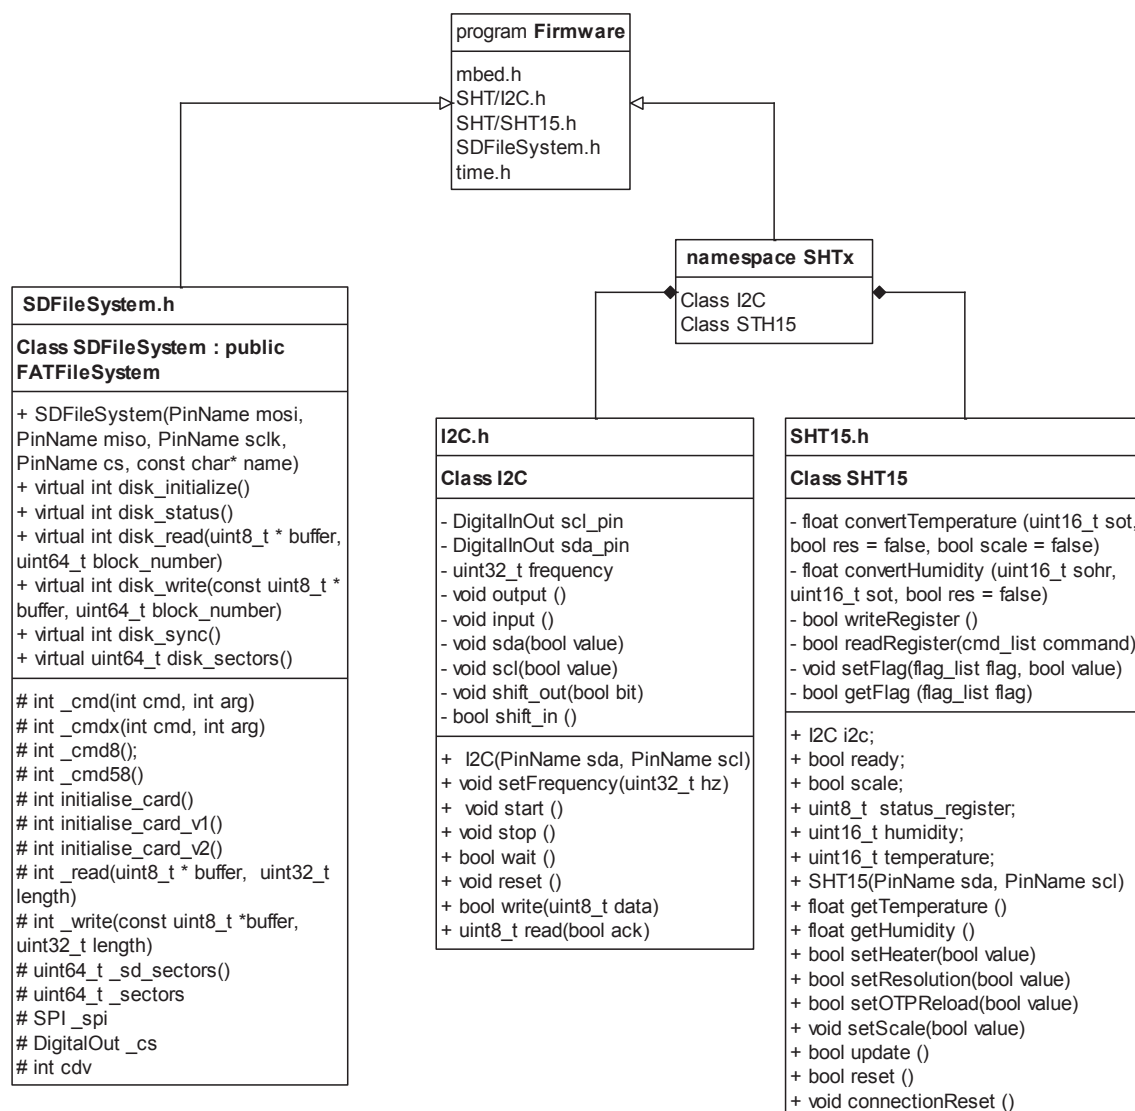 program Firmware
mbed.h
SHT/I2C.h
SHT/SHT15.h
SDFileSystem.h
time.h
namespace SHTx
Class I2C
Class STH15
SDFileSystem.h
Class SDFileSystem : public
FATFileSystem
+ SDFileSystem(PinName mosi,
PinName miso, PinName sclk,
PinName cs, const char* name)
+ virtual int disk_initialize()
+ virtual int disk_status()
+ virtual int disk_read(uint8_t * buffer,
uint64_t block_number)
+ virtual int disk_write(const uint8_t *
buffer, uint64_t block_number)
+ virtual int disk_sync()
+ virtual uint64_t disk_sectors()
# int _cmd(int cmd, int arg)
# int _cmdx(int cmd, int arg)
# int _cmd8();
# int _cmd58()
# int initialise_card()
# int initialise_card_v1()
# int initialise_card_v2()
# int _read(uint8_t * buffer, uint32_t
length)
# int _write(const uint8_t *buffer,
uint32_t length)
# uint64_t _sd_sectors()
# uint64_t _sectors
# SPI _spi
# DigitalOut _cs
# int cdv
I2C.h
Class I2C
- DigitalInOut scl_pin
- DigitalInOut sda_pin
- uint32_t frequency
- void output ()
- void input ()
- void sda(bool value)
- void scl(bool value)
- void shift_out(bool bit)
- bool shift_in ()
+ I2C(PinName sda, PinName scl)
+ void setFrequency(uint32_t hz)
+ void start ()
+ void stop ()
+ bool wait ()
+ void reset ()
+ bool write(uint8_t data)
+ uint8_t read(bool ack)
SHT15.h
Class SHT15
- float convertTemperature (uint16_t sot,
bool res = false, bool scale = false)
- float convertHumidity (uint16_t sohr,
uint16_t sot, bool res = false)
- bool writeRegister ()
- bool readRegister(cmd_list command)
- void setFlag(flag_list flag, bool value)
- bool getFlag (flag_list flag)
+ I2C i2c;
+ bool ready;
+ bool scale;
+ uint8_t status_register;
+ uint16_t humidity;
+ uint16_t temperature;
+ SHT15(PinName sda, PinName scl)
+ float getTemperature ()
+ float getHumidity ()
+ bool setHeater(bool value)
+ bool setResolution(bool value)
+ bool setOTPReload(bool value)
+ void setScale(bool value)
+ bool update ()
+ bool reset ()
+ void connectionReset ()